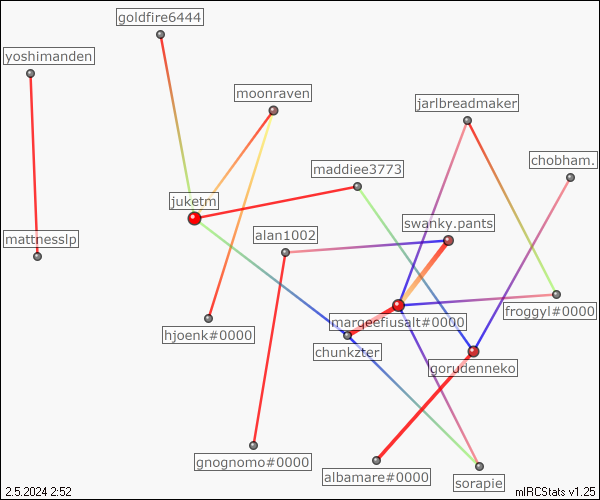 goldfire6444
yoshimanden
moonraven
jarlbreadmaker
chobham.
maddiee3773
juketm
swanky.pants
alan1002
mattnesslp
froggyl#0000
margeefiusalt#0000
hjoenk#0000
chunkzter
gorudenneko
gnognomo#0000
albamare#0000
sorapie
2.5.2024 2:52
mIRCStats v1.25